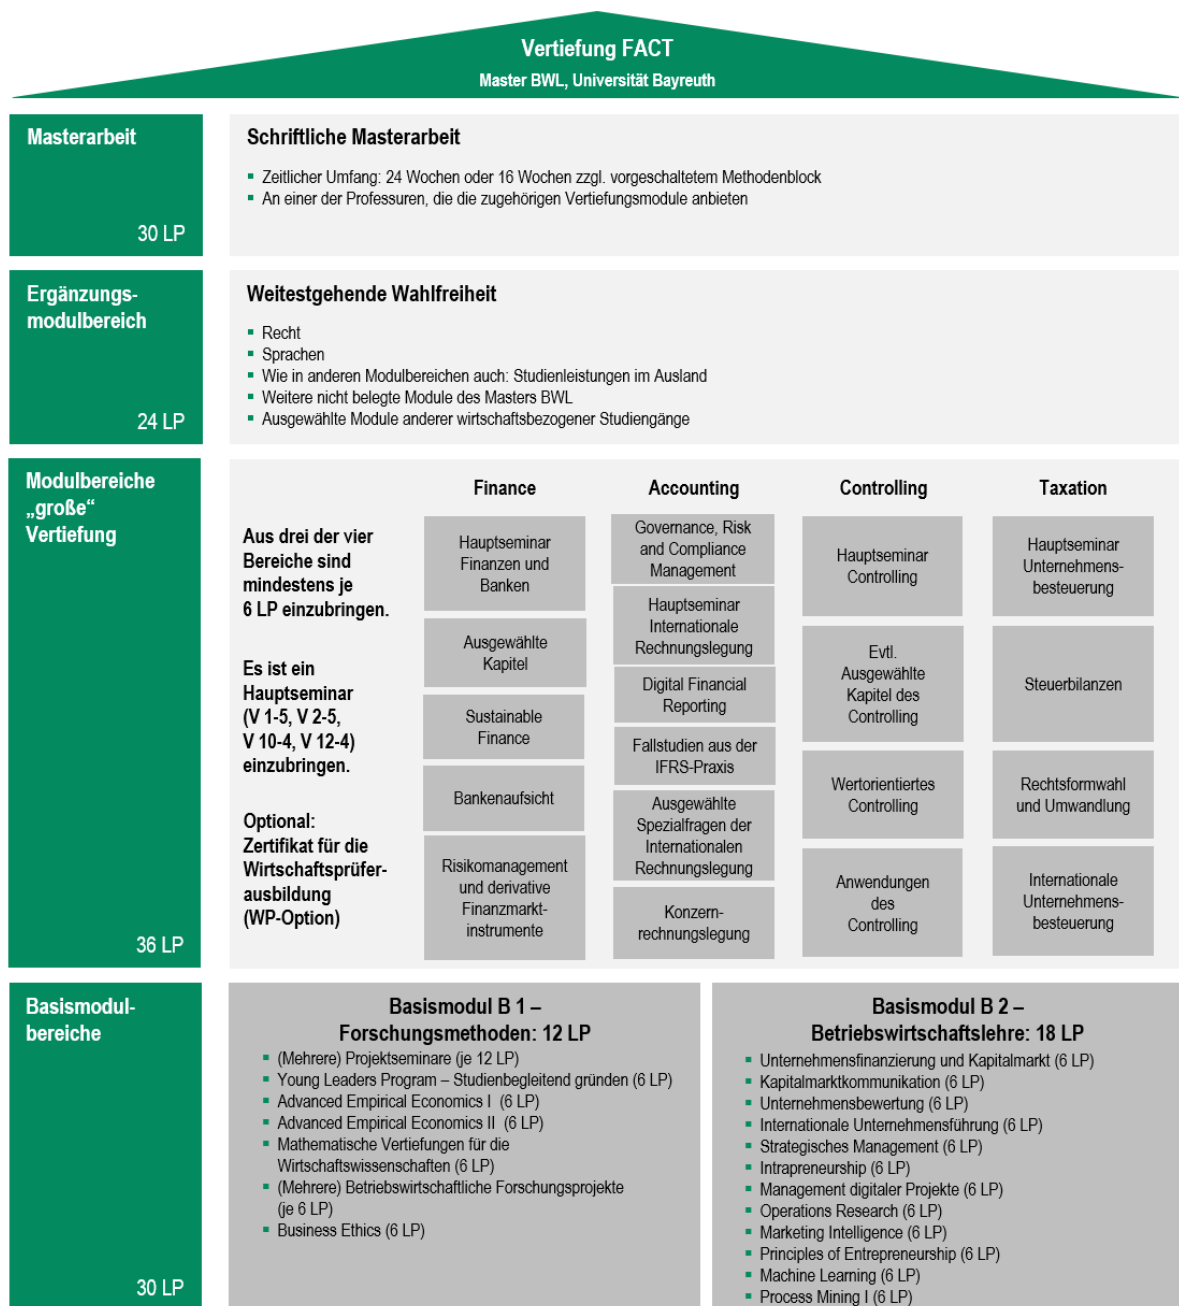 Vertiefung FACT
Master BWL, Universität Bayreuth
Masterarbeit
30 LP
Schriftliche Masterarbeit
▪ Zeitlicher Umfang: 24 Wochen oder 16 Wochen zzgl. vorgeschaltetem Methodenblock
▪ An einer der Professuren, die die zugehörigen Vertiefungsmodule anbieten
Ergänzungs-
modulbereich
24 LP
Weitestgehende Wahlfreiheit
▪ Recht
▪ Sprachen
▪ Wie in anderen Modulbereichen auch: Studienleistungen im Ausland
▪ Weitere nicht belegte Module des Masters BWL
▪ Ausgewählte Module anderer wirtschaftsbezogener Studiengänge
Modulbereiche
„große“
Vertiefung
36 LP
Aus drei der vier
Bereiche sind
mindestens je
6 LP einzubringen.
Es ist ein
Hauptseminar
(V 1-5, V 2-5,
V 10-4, V 12-4)
einzubringen.
Optional:
Zertifikat für die
Wirtschaftsprüfer-
ausbildung
(WP-Option)
Finance
Hauptseminar
Finanzen und
Banken
Ausgewählte
Kapitel
Sustainable
Finance
Bankenaufsicht
Risikomanagement
und derivative
Finanzmarkt-
instrumente
Accounting
Governance, Risk
and Compliance
Management
Hauptseminar
Internationale
Rechnungslegung
Digital Financial
Reporting
Fallstudien aus der
IFRS-Praxis
Ausgewählte
Spezialfragen der
Internationalen
Rechnungslegung
Konzern-
rechnungslegung
Controlling
Hauptseminar
Controlling
Evtl.
Ausgewählte
Kapitel des
Controlling
Wertorientiertes
Controlling
Anwendungen
des
Controlling
Taxation
Hauptseminar
Unternehmens-
besteuerung
Steuerbilanzen
Rechtsformwahl
und Umwandlung
Internationale
Unternehmens-
besteuerung
Basismodul-
bereiche
30 LP
Basismodul B 1 –
Forschungsmethoden: 12 LP
▪ (Mehrere) Projektseminare (je 12 LP)
▪ Young Leaders Program – Studienbegleitend gründen (6 LP)
▪ Advanced Empirical Economics I (6 LP)
▪ Advanced Empirical Economics II (6 LP)
▪ Mathematische Vertiefungen für die
Wirtschaftswissenschaften (6 LP)
▪ (Mehrere) Betriebswirtschaftliche Forschungsprojekte
(je 6 LP)
▪ Business Ethics (6 LP)
Basismodul B 2 –
Betriebswirtschaftslehre: 18 LP
▪ Unternehmensfinanzierung und Kapitalmarkt (6 LP)
▪ Kapitalmarktkommunikation (6 LP)
▪ Unternehmensbewertung (6 LP)
▪ Internationale Unternehmensführung (6 LP)
▪ Strategisches Management (6 LP)
▪ Intrapreneurship (6 LP)
▪ Management digitaler Projekte (6 LP)
▪ Operations Research (6 LP)
▪ Marketing Intelligence (6 LP)
▪ Principles of Entrepreneurship (6 LP)
▪ Machine Learning (6 LP)
▪ Process Mining I (6 LP)